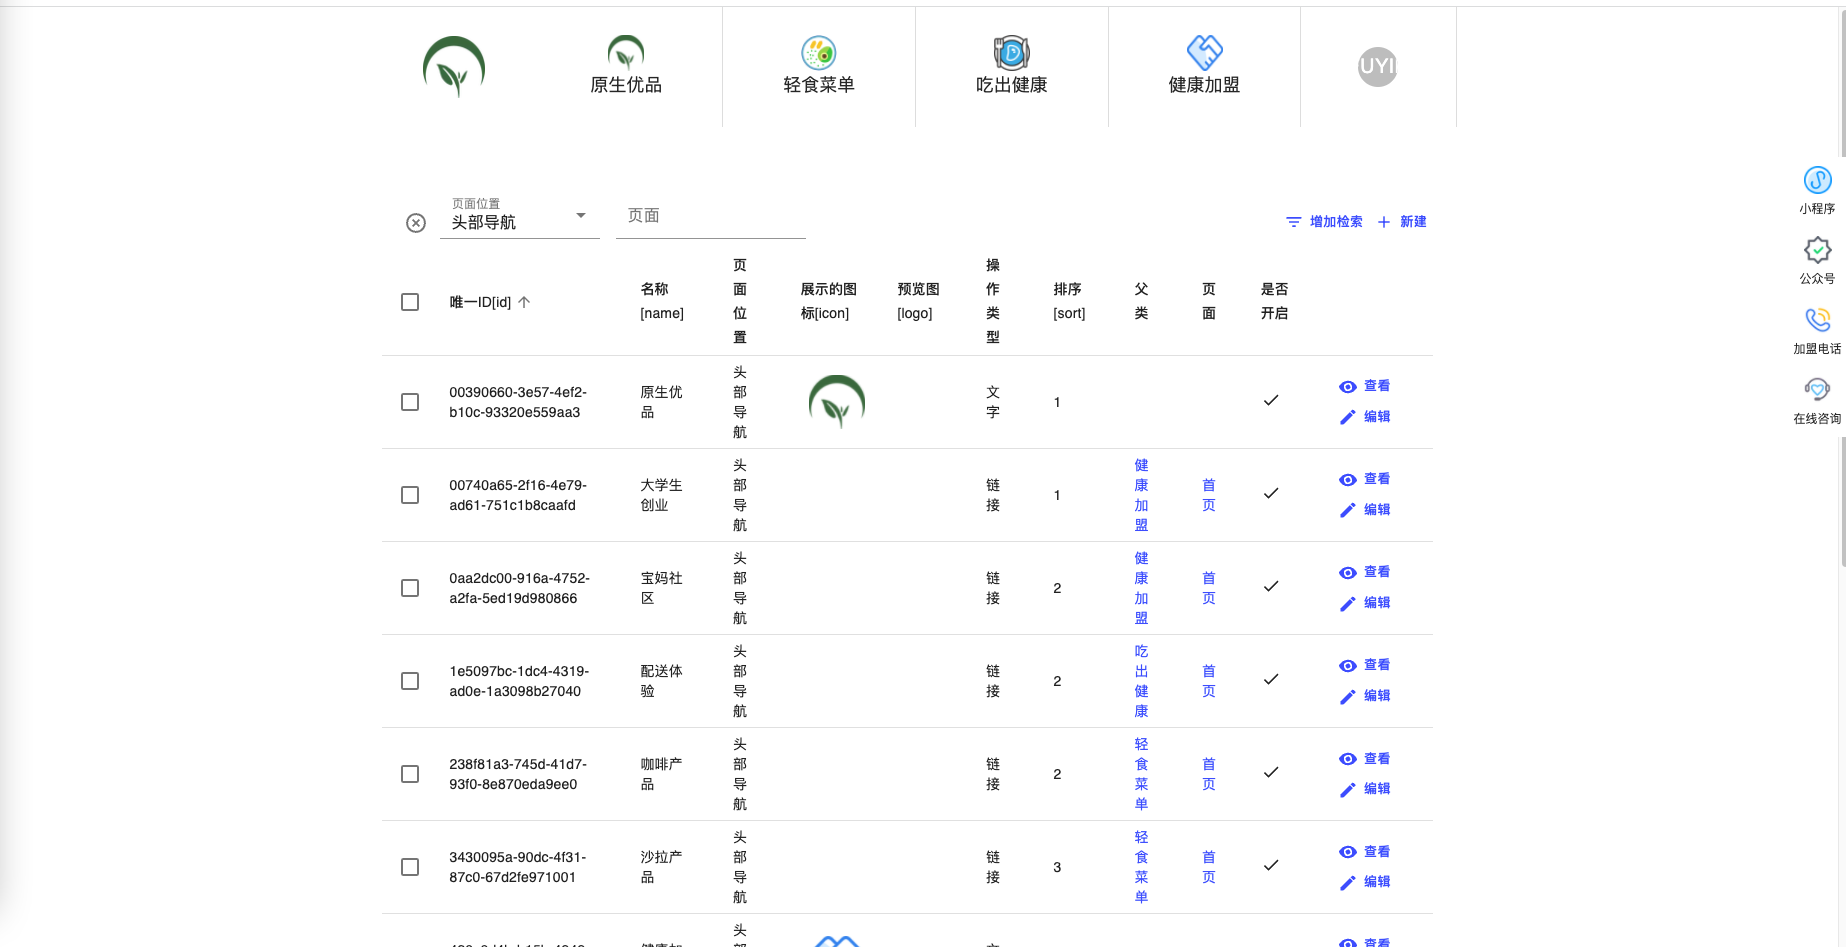 原生优品
轻食菜单
吃出健康
健康加盟
UYI
页面位置
头部导航
页面
增加检索
新建
唯一ID[id]
名称
[name]
页
面
位
置
展示的图
标[icon]
预览图
[logo]
操
作
类
型
排序
[sort]
父
类
页
面
是否
开启
00390660-3e57-4ef2-
b10c-93320e559aa3
原生优
品
头
部
导
航
文
字
1
查看
编辑
00740a65-2f16-4e79-
ad61-751c1b8caafd
大学生
创业
头
部
导
航
链
接
1
健
康
加
盟
首
页
查看
编辑
0aa2dc00-916a-4752-
a2fa-5ed19d980866
宝妈社
区
头
部
导
航
链
接
2
健
康
加
盟
首
页
查看
编辑
1e5097bc-1dc4-4319-
ad0e-1a3098b27040
配送体
验
头
部
导
航
链
接
2
吃
出
健
康
首
页
查看
编辑
238f81a3-745d-41d7-
93f0-8e870eda9ee0
咖啡产
品
头
部
导
航
链
接
2
轻
食
菜
单
首
页
查看
编辑
3430095a-90dc-4f31-
87c0-67d2fe971001
沙拉产
品
头
部
导
航
链
接
3
轻
食
菜
单
首
页
查看
编辑
头
部
查看
小程序
公众号
加盟电话
在线咨询